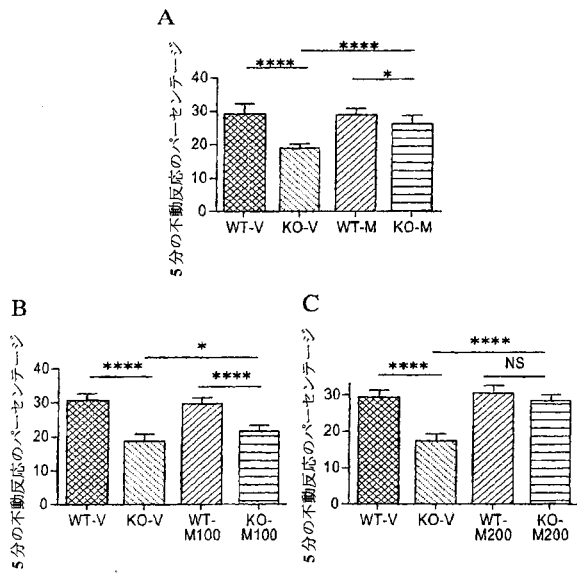 A
5分の不動反応のパーセンテージ
****
****
*
40
30
20
10
0
WT-V
KO-V
WT-M
KO-M
B
5分の不動反応のパーセンテージ
*
****
****
40
30
20
10
0
WT-V
KO-V
WT-
M100
KO-
M100
C
5分の不動反応のパーセンテージ
****
****
NS
30
20
10
0
WT-V
KO-V
WT-
M200
KO-
M200